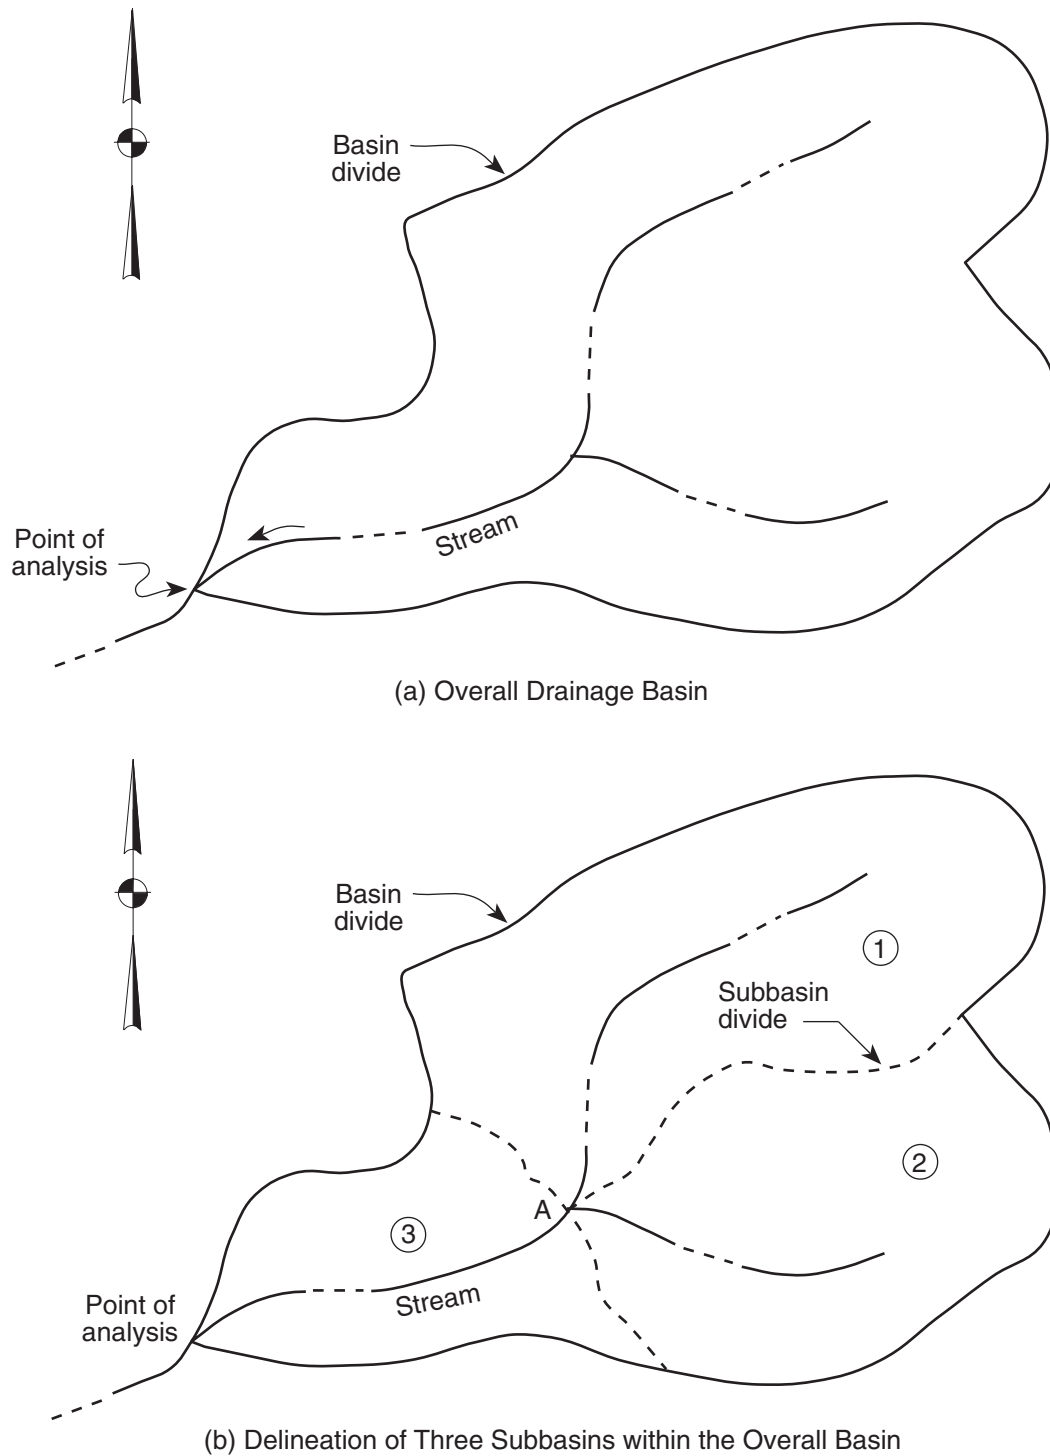 Basin
divide
Stream
Point of
analysis
(a) Overall Drainage Basin
Basin
divide
1
Subbasin
divide
2
A
3
Stream
Point of
analysis
(b) Delineation of Three Subbasins within the Overall Basin